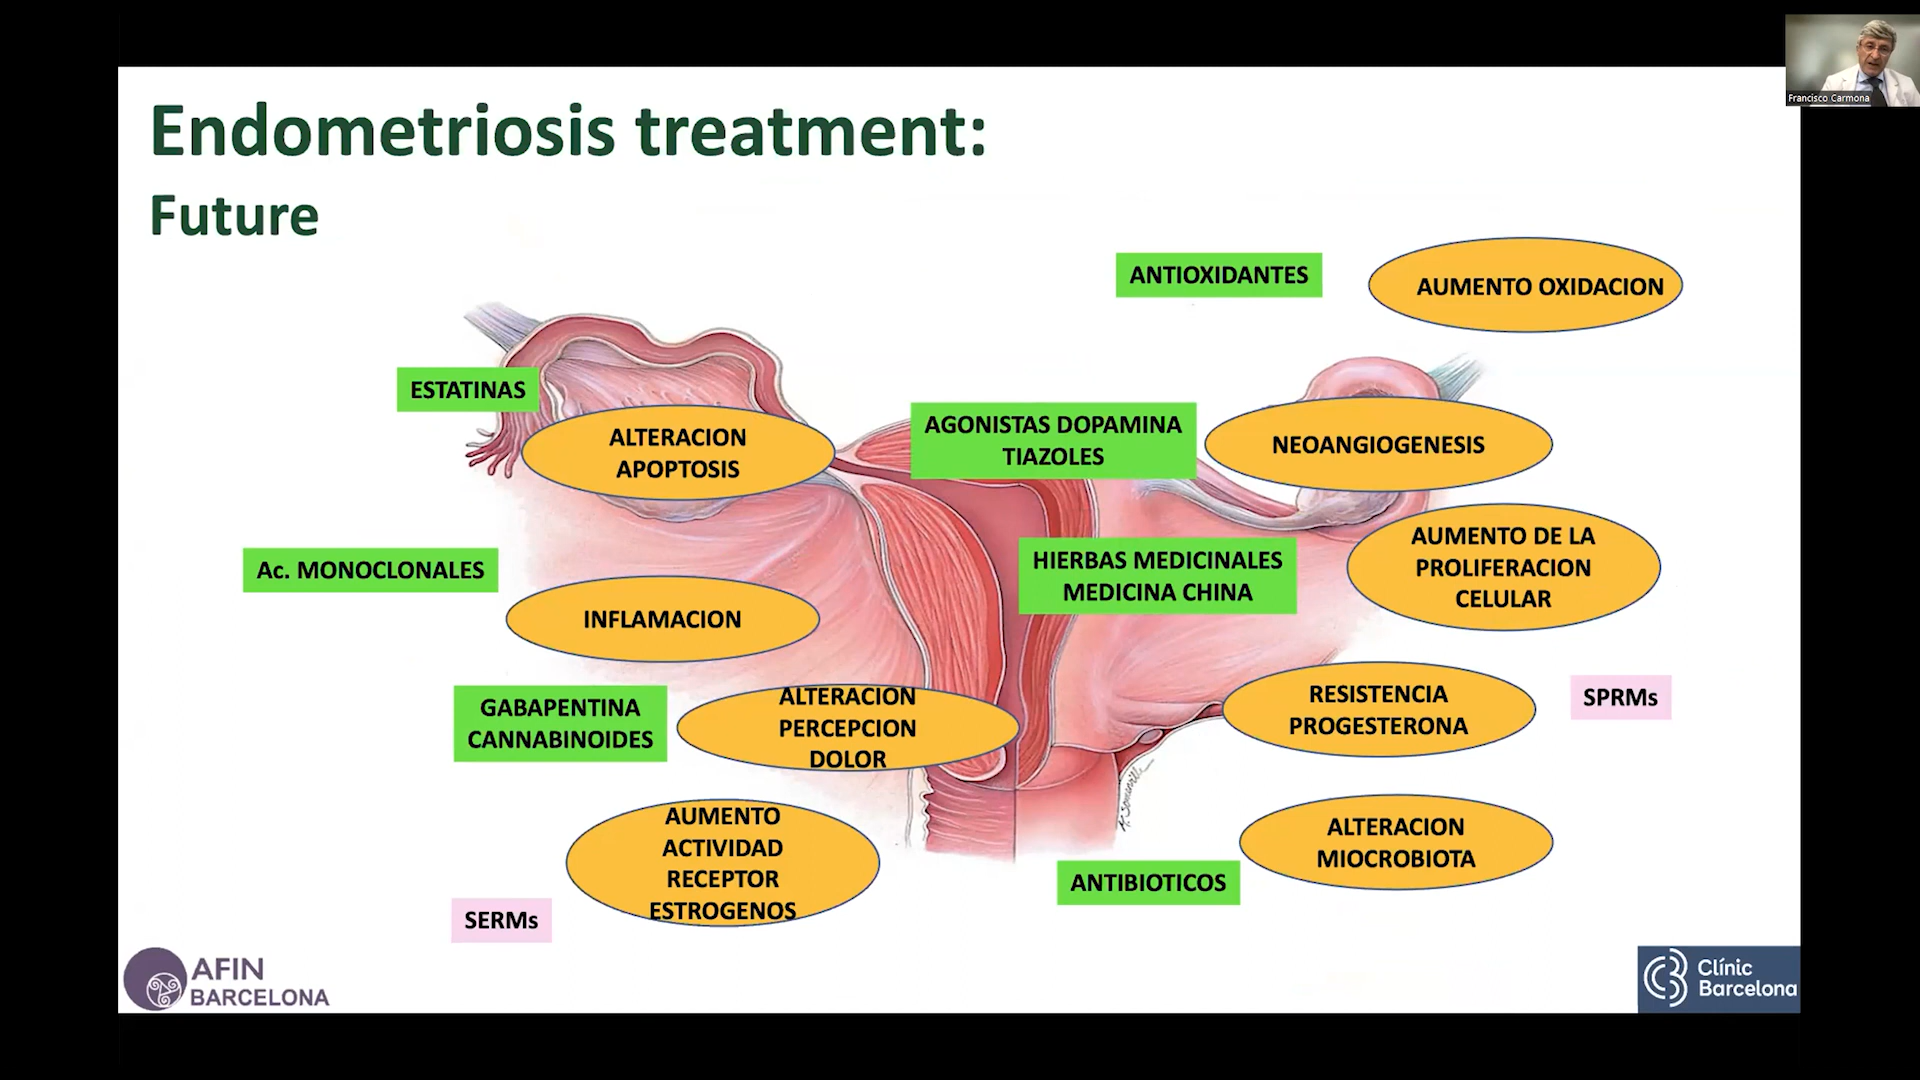 Francisco Carmona
Endometriosis treatment:
Future
ANTIOXIDANTES
AUMENTO OXIDACION
ESTATINAS
ALTERACION
APOPTOSIS
AGONISTAS DOPAMINA
TIAZOLES
NEOANGIOGENESIS
Ac. MONOCLONALES
INFLAMACION
HIERBAS MEDICINALES
MEDICINA CHINA
AUMENTO DE LA
PROLIFERACION
CELULAR
GABAPENTINA
CANNABINOIDES
ALTERACION
PERCEPCION
DOLOR
RESISTENCIA
PROGESTERONA
SPRMs
AUMENTO
ACTIVIDAD
RECEPTOR
ESTROGENOS
SERMs
ANTIBIOTICOS
ALTERACION
MIOCROBIOTA
AFIN
BARCELONA
Clínic
Barcelona